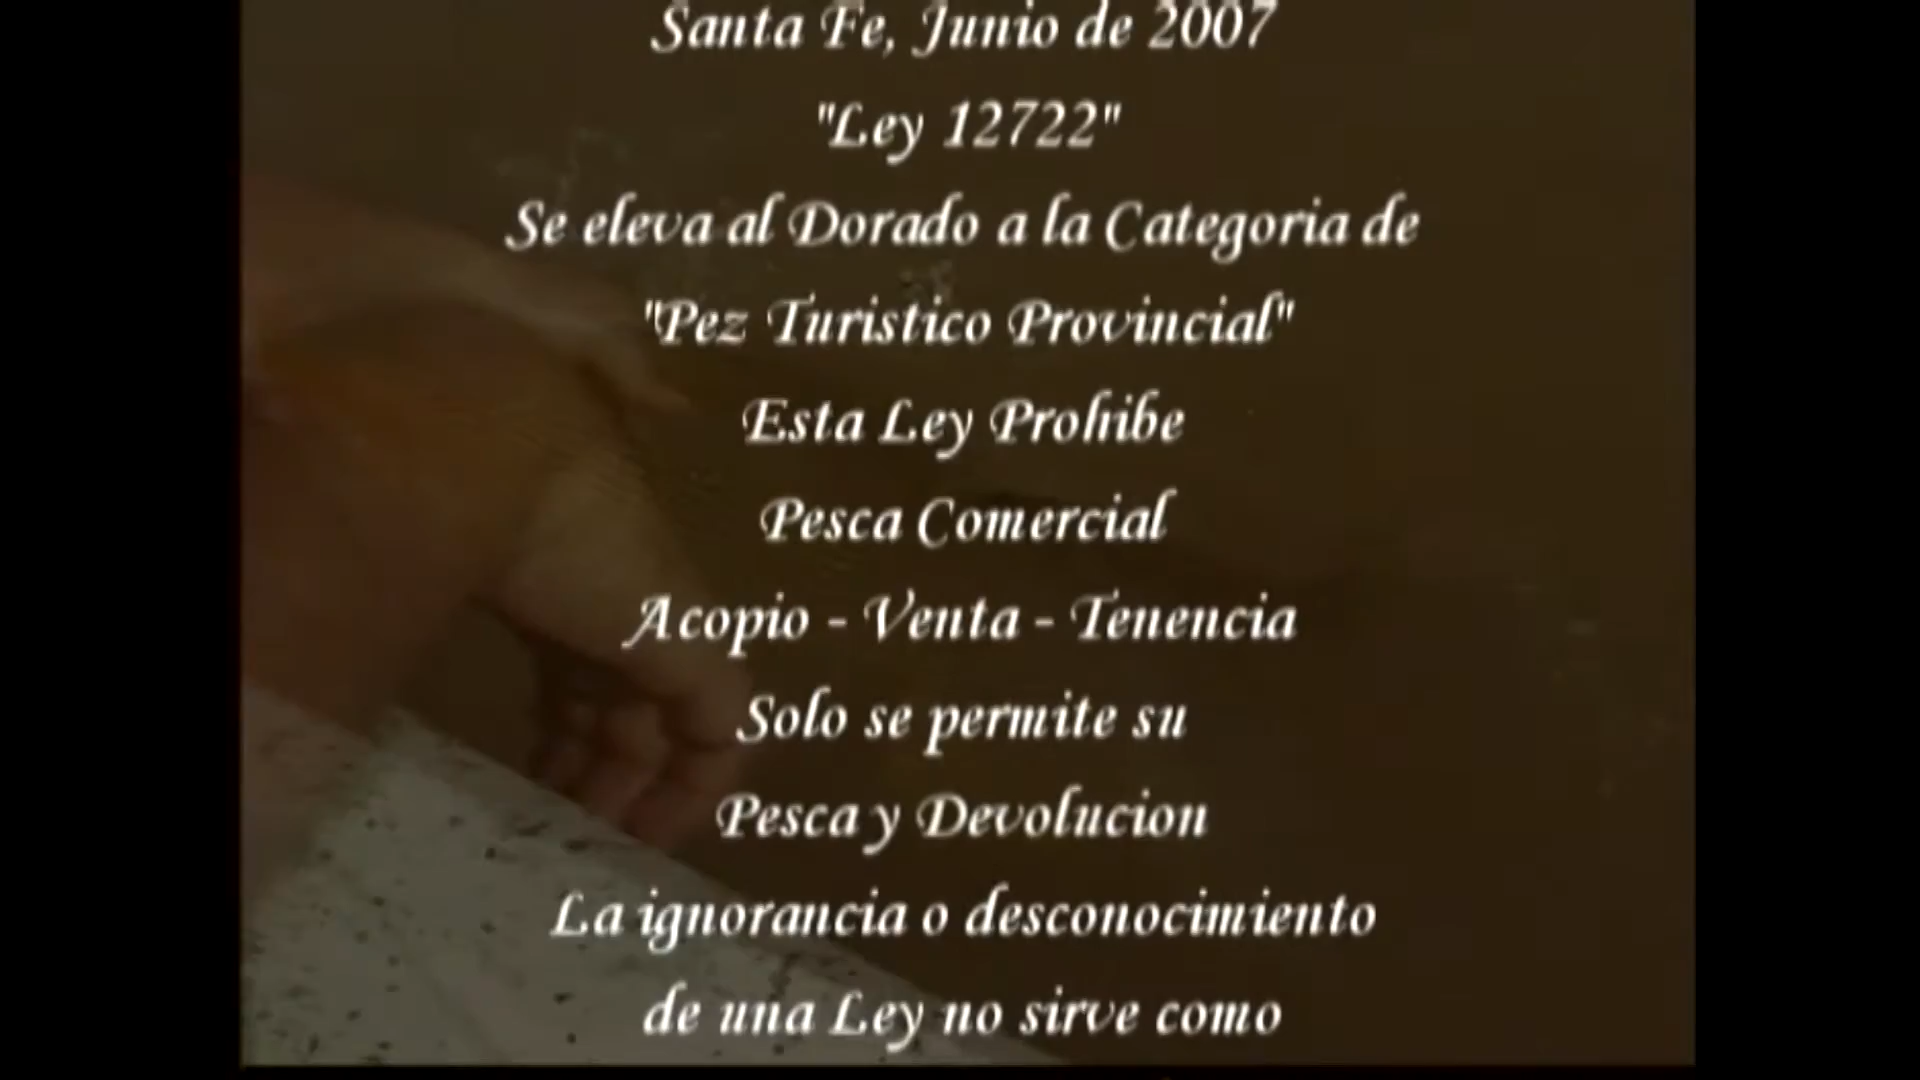 Santa Fe, Junio de 2007
"Ley 12722"
Se eleva al Dorado a la Categoria de
"Pez Turistico Provincial"
Esta Ley Prohibe
Pesca Comercial
Acopio - Venta - Tenencia
Solo se permite su
Pesca y Devolucion
La ignorancia o desconocimiento
de una Ley no sirve como